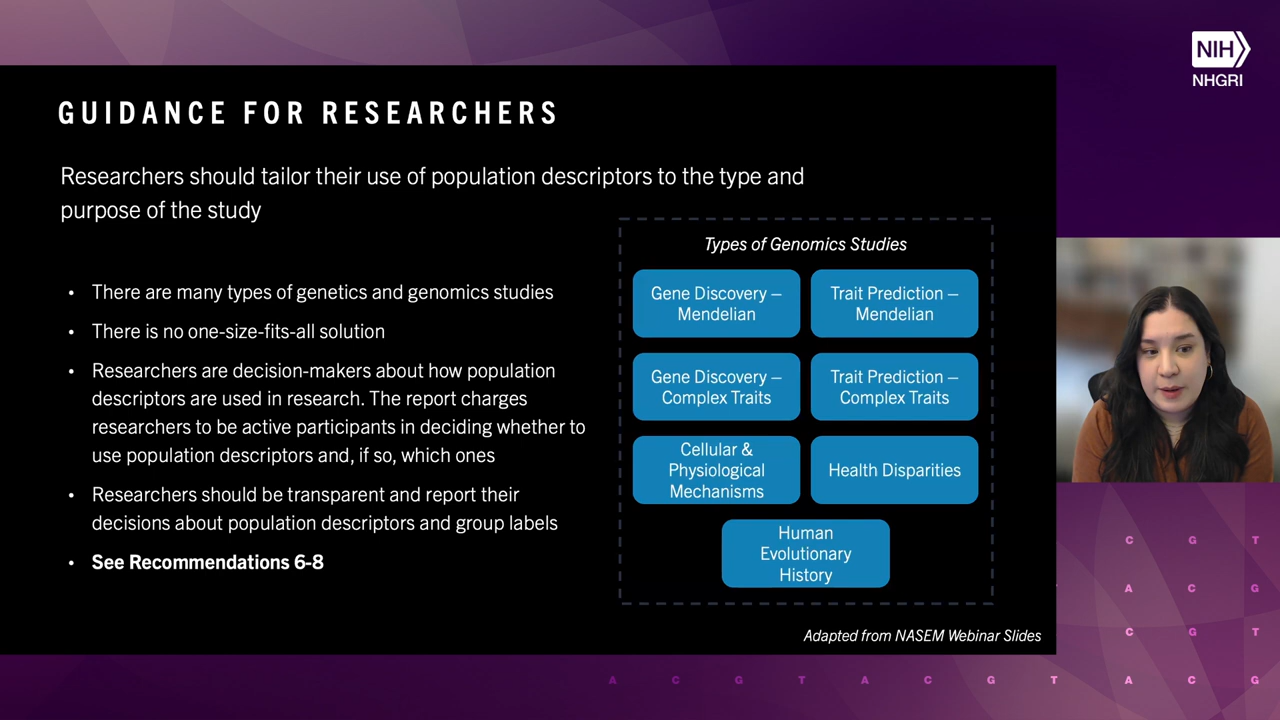 NIH
NHGRI
GUIDANCE FOR RESEARCHERS
Researchers should tailor their use of population descriptors to the type and
purpose of the study
• There are many types of genetics and genomics studies
• There is no one-size-fits-all solution
• Researchers are decision-makers about how population
descriptors are used in research. The report charges
researchers to be active participants in deciding whether to
use population descriptors and, if so, which ones
• Researchers should be transparent and report their
decisions about population descriptors and group labels
• See Recommendations 6-8
Types of Genomics Studies
Gene Discovery –
Mendelian
Trait Prediction –
Mendelian
Gene Discovery –
Complex Traits
Trait Prediction –
Complex Traits
Cellular &
Physiological
Mechanisms
Health Disparities
Human
Evolutionary
History
Adapted from NASEM Webinar Slides
C G T
A C G
C G T
A C G T A C G T A C G